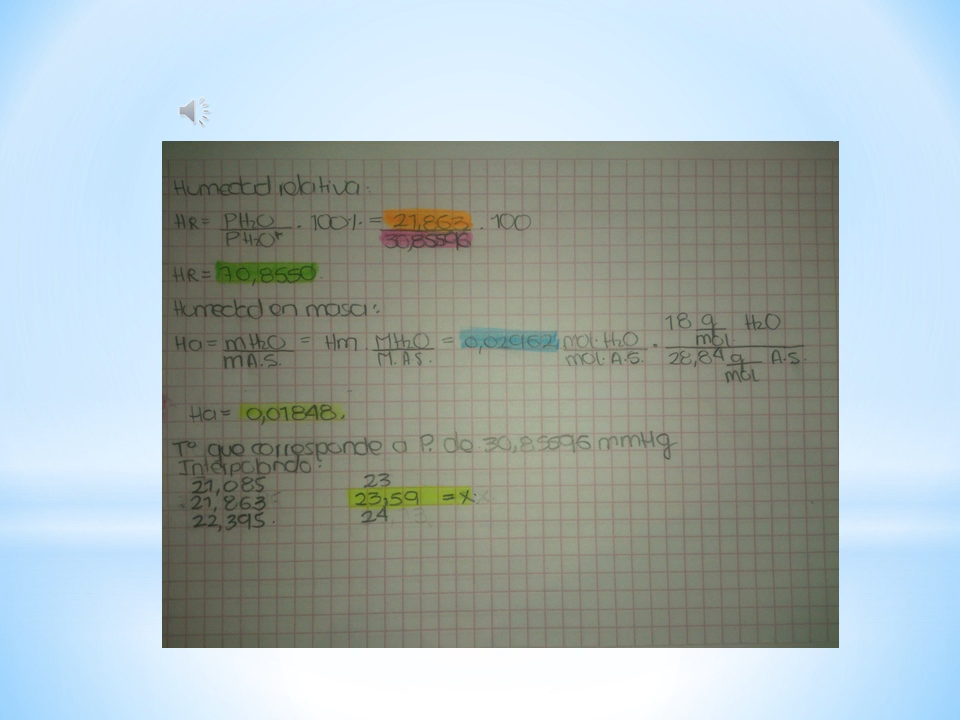 Humedad relativa:
HR = PH2O / PH2O* · 100% = 21,863 / 30,85596 · 100
HR = 70,8550.
Humedad en masa:
Ha = mH2O / mA.S. = Hm MH2O / M.A.S. = 0,02962 mol·H2O / mol·A.S. · 18 g/mol H2O / 28,84 g/mol A.S.
Ha = 0,01848.
Tº que corresponde a P. de 30,85596 mmHg
Interpolando:
21,085 23
21,863 23,59 = x.
22,395. 24